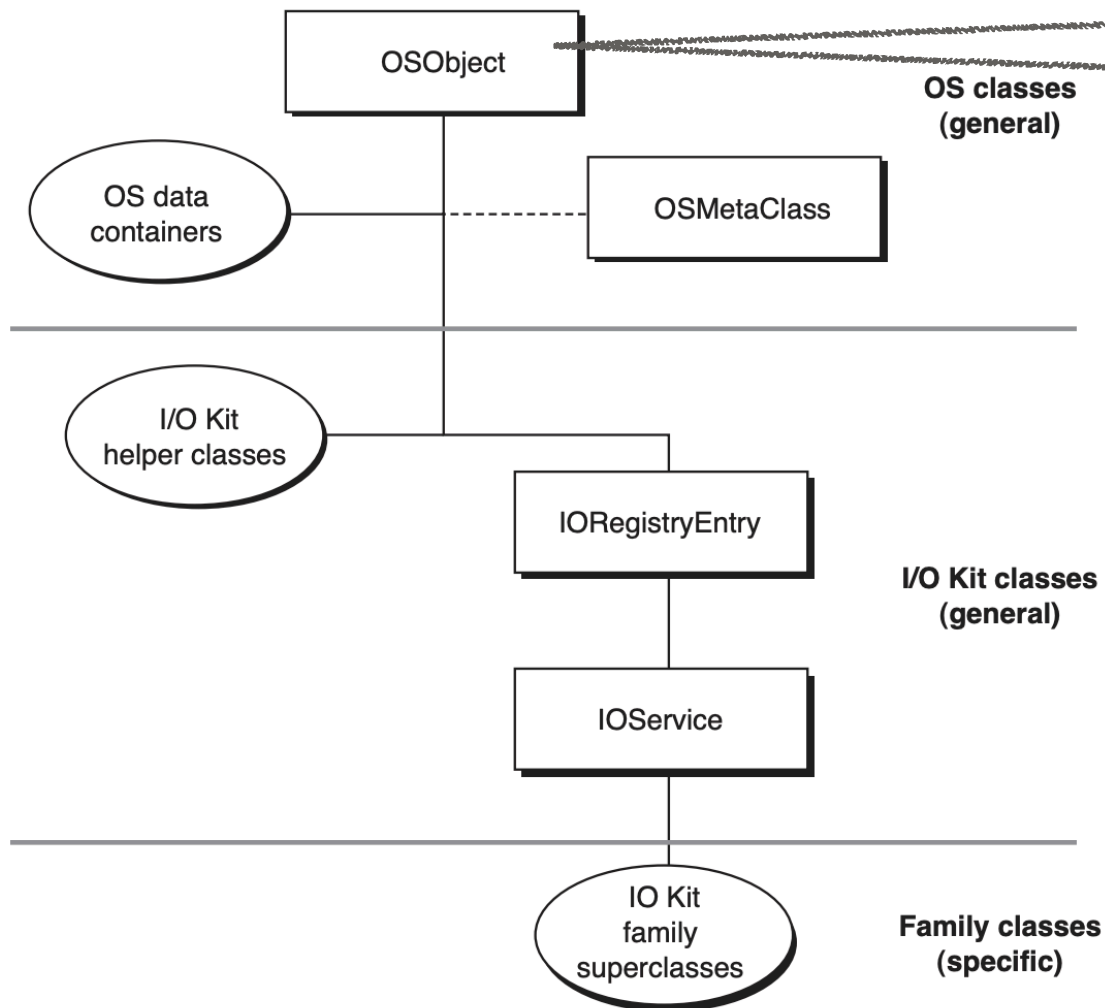 OSObject
OS classes
(general)
OS data
containers
OSMetaClass
I/O Kit
helper classes
IORegistryEntry
I/O Kit classes
(general)
IOService
IO Kit
family
superclasses
Family classes
(specific)